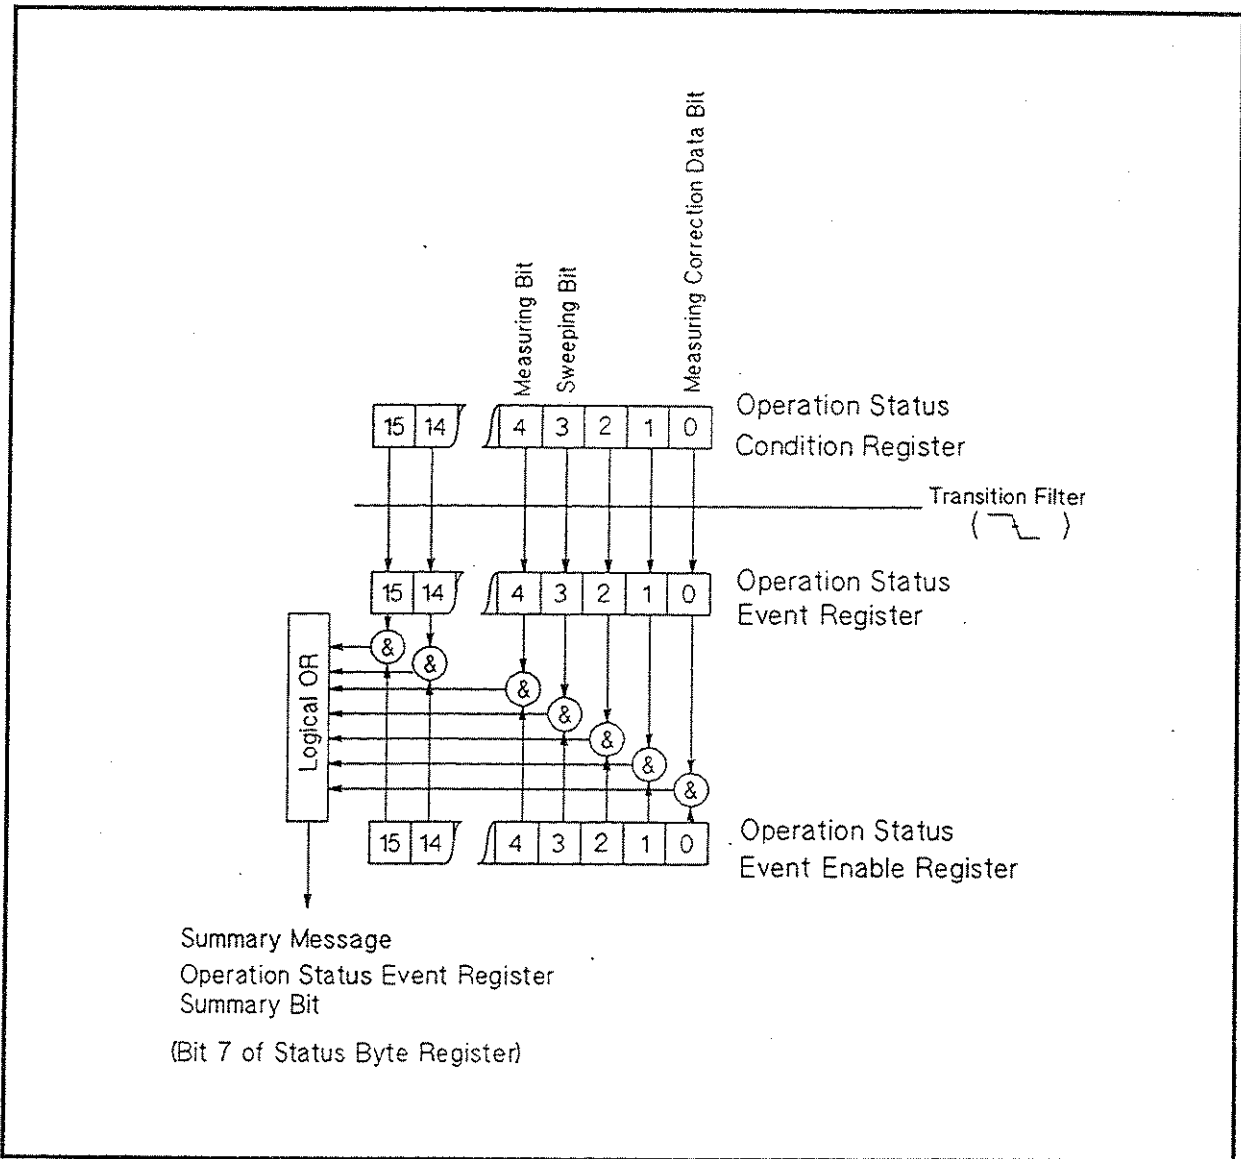 Measuring Bit
Sweeping Bit
Measuring Correction Data Bit
15 14 4 3 2 1 0
Operation Status
Condition Register
Transition Filter
( )
15 14 4 3 2 1 0
Operation Status
Event Register
Logical OR
&
&
&
&
&
&
&
15 14 4 3 2 1 0
Operation Status
Event Enable Register
Summary Message
Operation Status Event Register
Summary Bit
(Bit 7 of Status Byte Register)